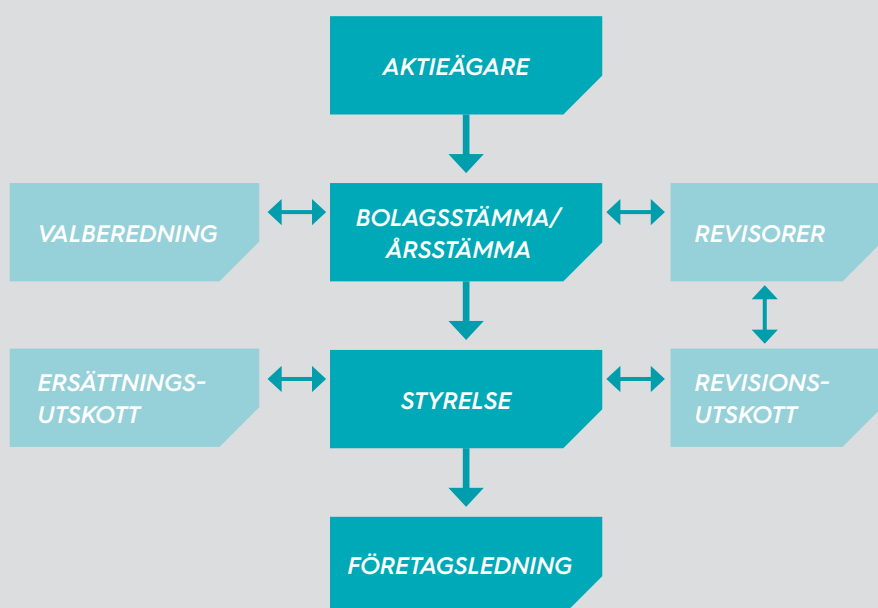 AKTIEÄGARE
VALBEREDNING
BOLAGSSTÄMMA/
ÅRSSTÄMMA
REVISORER
ERSÄTTNINGS-
UTSKOTT
STYRELSE
REVISIONS-
UTSKOTT
FÖRETAGSLEDNING